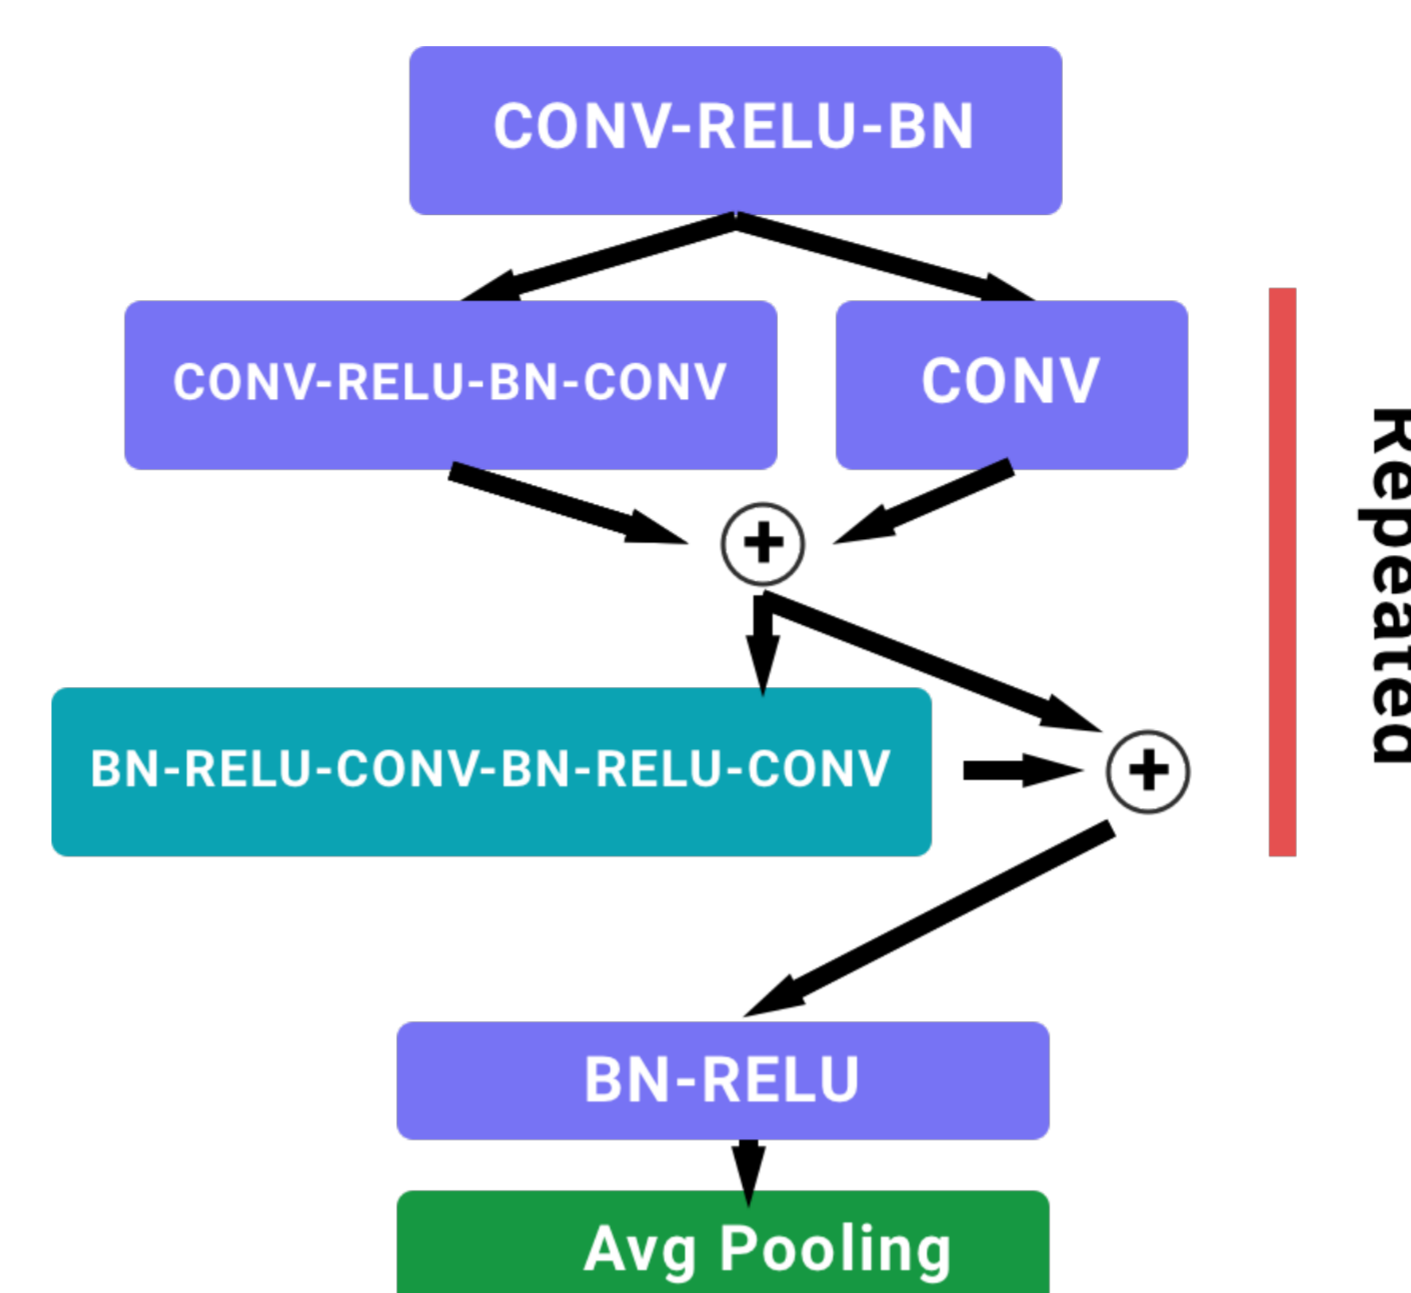 CONV-RELU-BN
CONV-RELU-BN-CONV
CONV
+
BN-RELU-CONV-BN-RELU-CONV
+
Repeated
BN-RELU
Avg Pooling